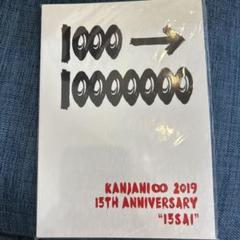 1000→
10000000
KANJANI∞ 2019
15TH ANNIVERSARY
"15SAI"